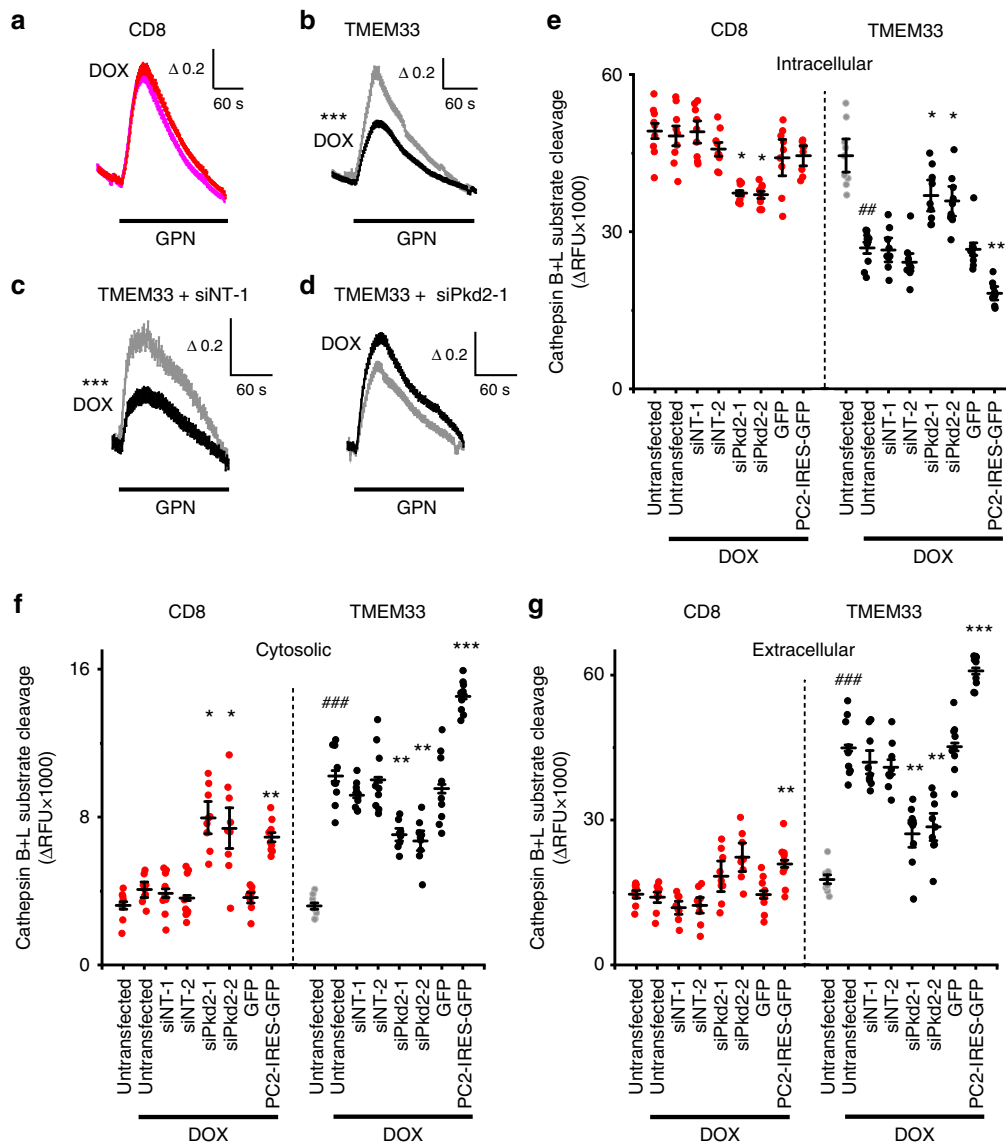 a
CD8
DOX
Δ 0.2
60 s
GPN
b
TMEM33
Δ 0.2
60 s
***
DOX
GPN
c
TMEM33 + siNT-1
Δ 0.2
60 s
***
DOX
GPN
d
TMEM33 + siPkd2-1
DOX
Δ 0.2
60 s
GPN
e
CD8
TMEM33
Intracellular
Cathepsin B+L substrate cleavage
(ΔRFU×1000)
60
30
0
*
*
##
*
*
**
Untransfected
Untransfected
siNT-1
siNT-2
siPkd2-1
siPkd2-2
GFP
PC2-IRES-GFP
Untransfected
Untransfected
siNT-1
siNT-2
siPkd2-1
siPkd2-2
GFP
PC2-IRES-GFP
DOX
DOX
f
CD8
TMEM33
Cytosolic
Cathepsin B+L substrate cleavage
(ΔRFU×1000)
16
8
0
*
*
**
###
**
**
***
Untransfected
Untransfected
siNT-1
siNT-2
siPkd2-1
siPkd2-2
GFP
PC2-IRES-GFP
Untransfected
Untransfected
siNT-1
siNT-2
siPkd2-1
siPkd2-2
GFP
PC2-IRES-GFP
DOX
DOX
g
CD8
TMEM33
Extracellular
Cathepsin B+L substrate cleavage
(ΔRFU×1000)
60
30
0
**
###
**
**
***
Untransfected
Untransfected
siNT-1
siNT-2
siPkd2-1
siPkd2-2
GFP
PC2-IRES-GFP
Untransfected
Untransfected
siNT-1
siNT-2
siPkd2-1
siPkd2-2
GFP
PC2-IRES-GFP
DOX
DOX